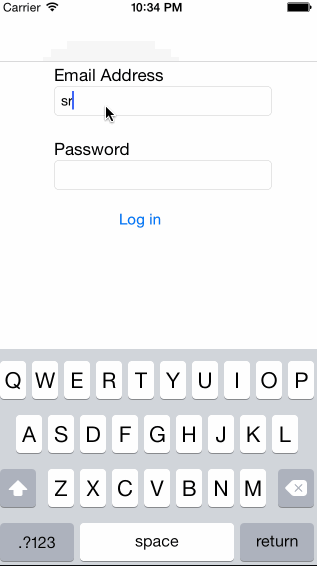 Carrier 10:34 PM
Email Address
sr
Password
Log in
Q W E R T Y U I O P
A S D F G H J K L
Z X C V B N M
.?123 space return